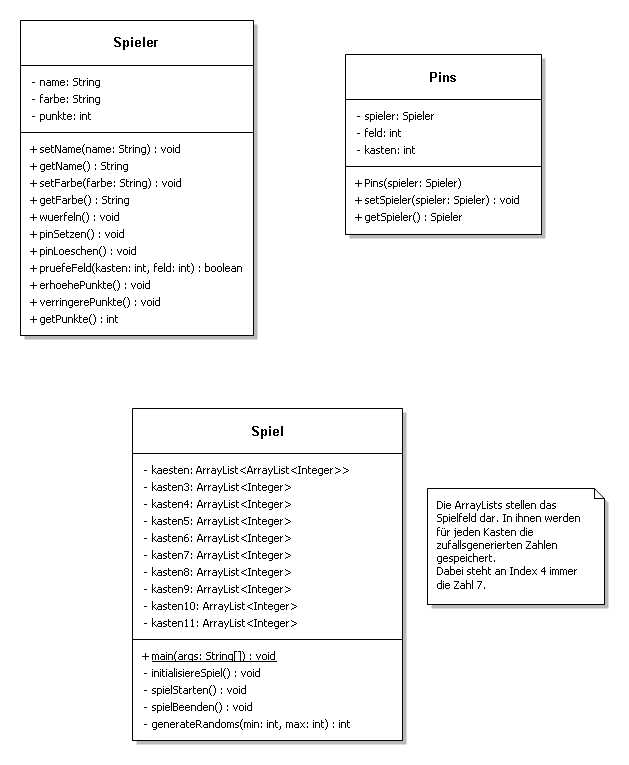 Spieler
- name: String
- farbe: String
- punkte: int
+ setName(name: String) : void
+ getName() : String
+ setFarbe(farbe: String) : void
+ getFarbe() : String
+ wuerfeln() : void
+ pinSetzen() : void
+ pinLoeschen() : void
+ pruefeFeld(kasten: int, feld: int) : boolean
+ erhoehePunkte() : void
+ verringerePunkte() : void
+ getPunkte() : int
Pins
- spieler: Spieler
- feld: int
- kasten: int
+ Pins(spieler: Spieler)
+ setSpieler(spieler: Spieler) : void
+ getSpieler() : Spieler
Spiel
- kaesten: ArrayList<ArrayList<Integer>>
- kasten3: ArrayList<Integer>
- kasten4: ArrayList<Integer>
- kasten5: ArrayList<Integer>
- kasten6: ArrayList<Integer>
- kasten7: ArrayList<Integer>
- kasten8: ArrayList<Integer>
- kasten9: ArrayList<Integer>
- kasten10: ArrayList<Integer>
- kasten11: ArrayList<Integer>
+ main(args: String[]) : void
- initialisiereSpiel() : void
- spielStarten() : void
- spielBeenden() : void
- generateRandoms(min: int, max: int) : int
Die ArrayLists stellen das
Spielfeld dar. In ihnen werden
für jeden Kasten die
zufallsgenerierten Zahlen
gespeichert.
Dabei steht an Index 4 immer
die Zahl 7.